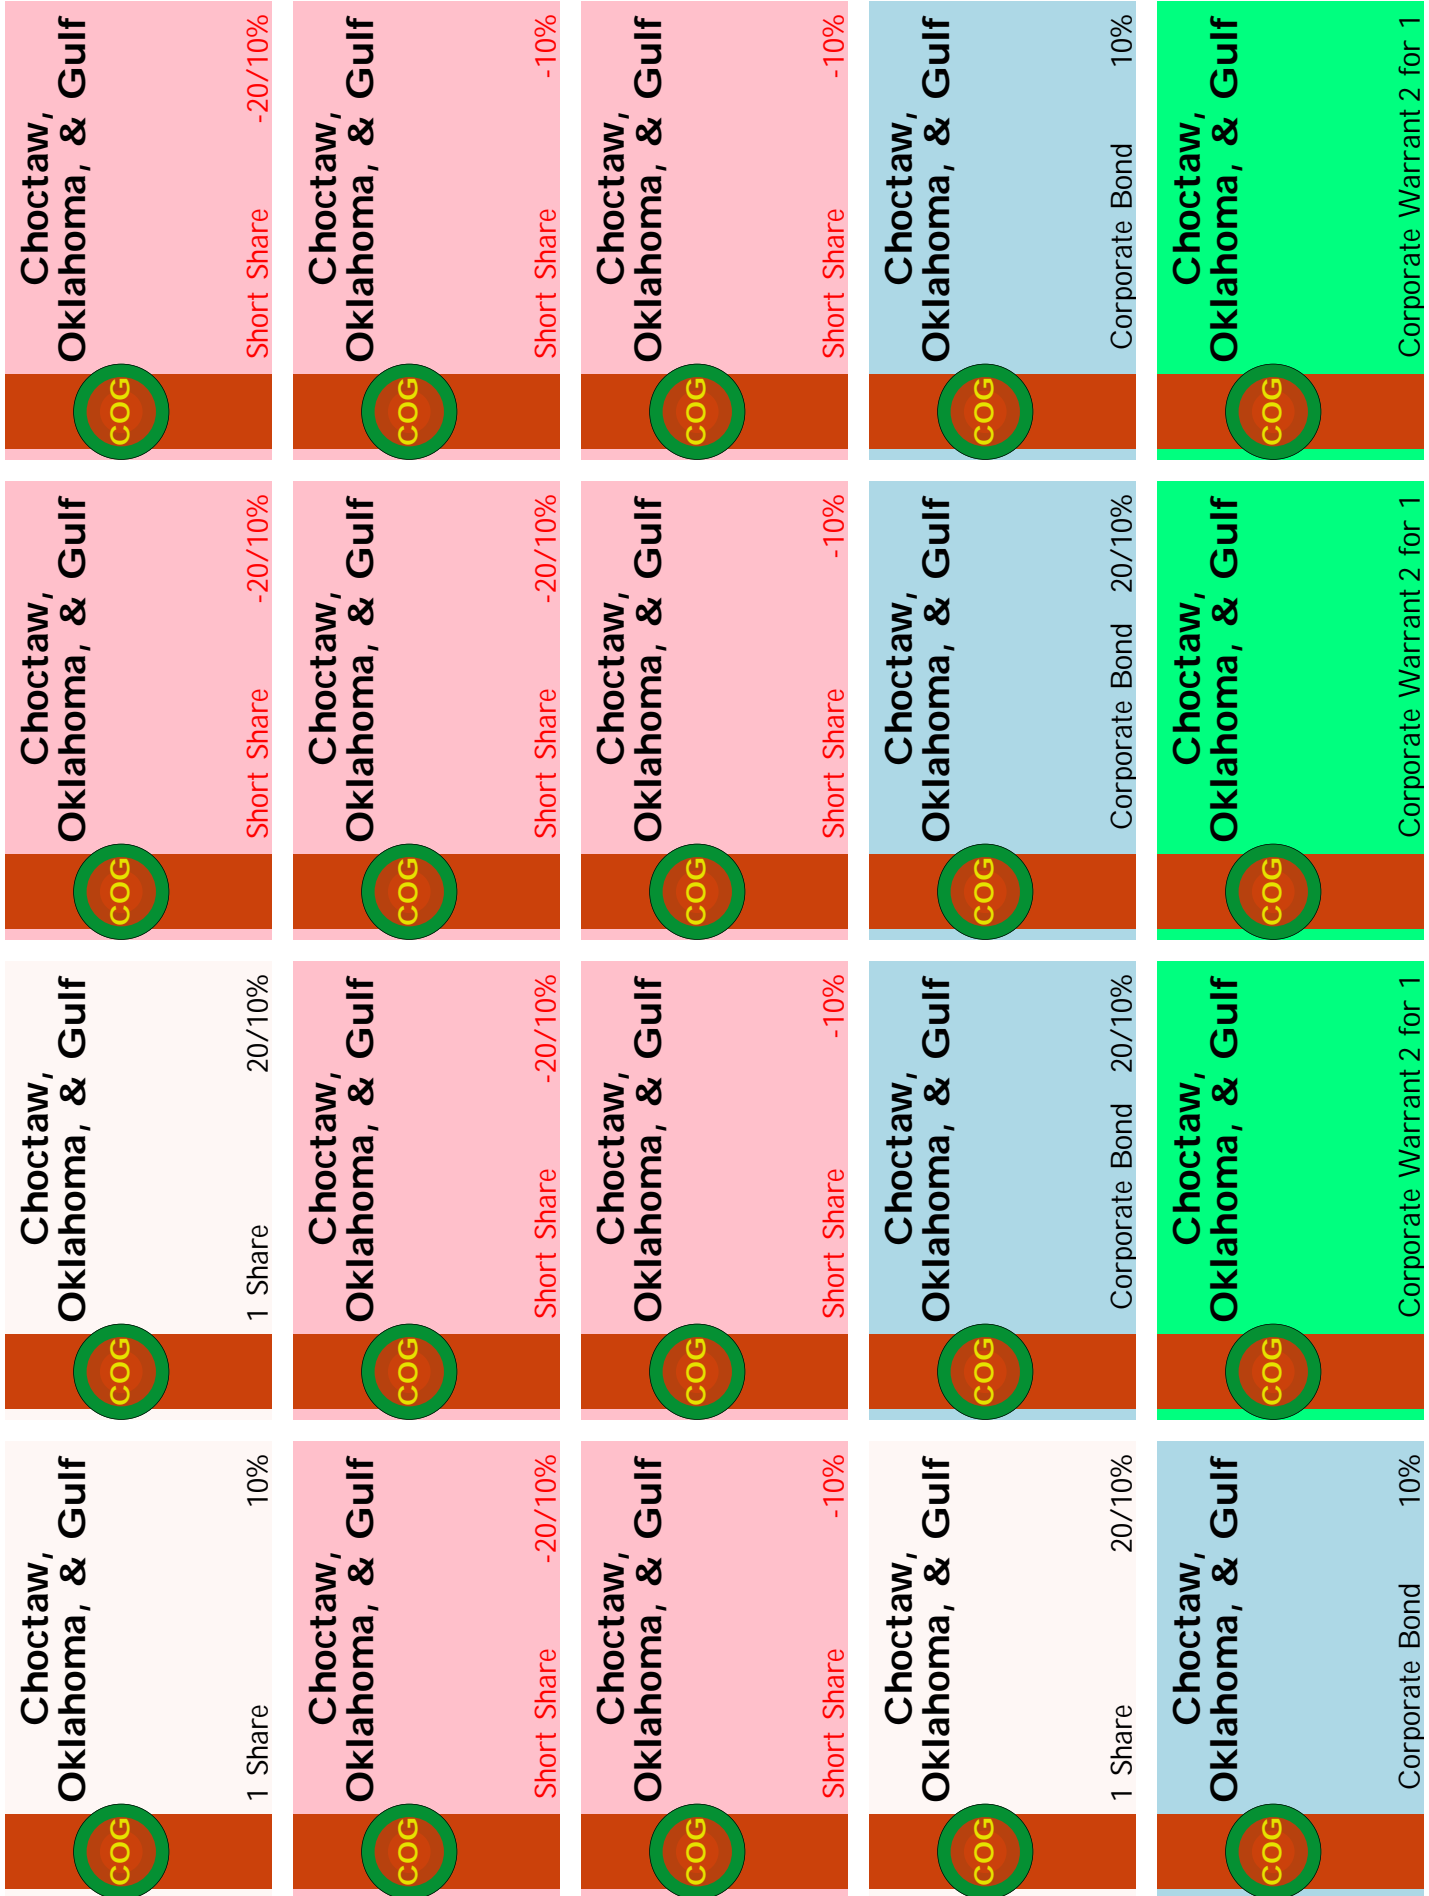 Choctaw,
Oklahoma, & Gulf
COG
1 Share 10%
Choctaw,
Oklahoma, & Gulf
COG
1 Share 20/10%
Choctaw,
Oklahoma, & Gulf
COG
Short Share -20/10%
Choctaw,
Oklahoma, & Gulf
COG
Short Share -20/10%
Choctaw,
Oklahoma, & Gulf
COG
Short Share -20/10%
Choctaw,
Oklahoma, & Gulf
COG
Short Share -20/10%
Choctaw,
Oklahoma, & Gulf
COG
Short Share -20/10%
Choctaw,
Oklahoma, & Gulf
COG
Short Share -10%
Choctaw,
Oklahoma, & Gulf
COG
Short Share -10%
Choctaw,
Oklahoma, & Gulf
COG
Short Share -10%
Choctaw,
Oklahoma, & Gulf
COG
Short Share -10%
Choctaw,
Oklahoma, & Gulf
COG
Short Share -10%
Choctaw,
Oklahoma, & Gulf
COG
1 Share 20/10%
Choctaw,
Oklahoma, & Gulf
COG
Corporate Bond 20/10%
Choctaw,
Oklahoma, & Gulf
COG
Corporate Bond 20/10%
Choctaw,
Oklahoma, & Gulf
COG
Corporate Bond 10%
Choctaw,
Oklahoma, & Gulf
COG
Corporate Bond 10%
Choctaw,
Oklahoma, & Gulf
COG
Corporate Warrant 2 for 1
Choctaw,
Oklahoma, & Gulf
COG
Corporate Warrant 2 for 1
Choctaw,
Oklahoma, & Gulf
COG
Corporate Warrant 2 for 1